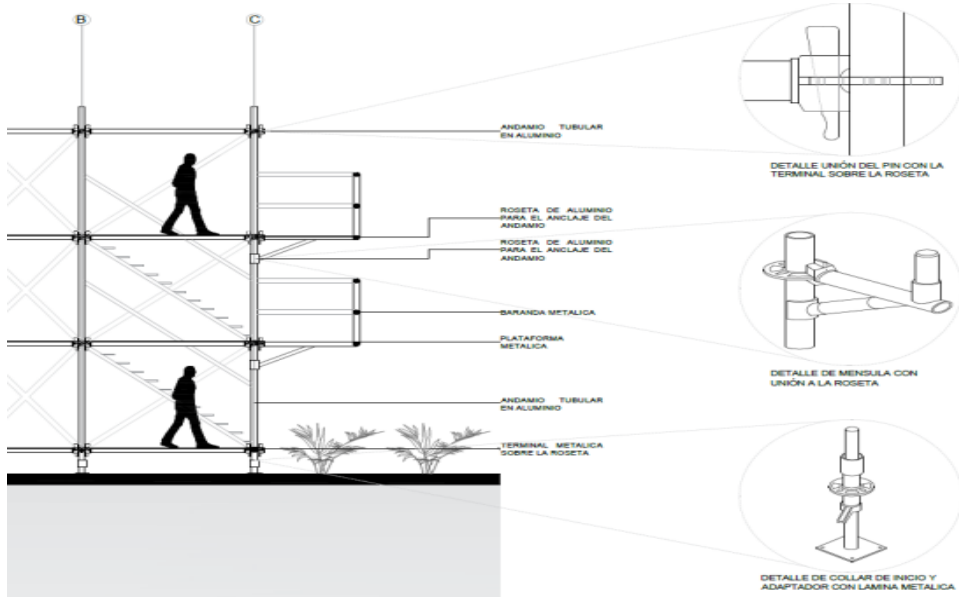 B
C
ANDAMIO TUBULAR
EN ALUMINIO
ROSETA DE ALUMINIO
PARA EL ANCLAJE DEL
ANDAMIO
ROSETA DE ALUMINIO
PARA EL ANCLAJE DEL
ANDAMIO
BARANDA METALICA
PLATAFORMA
METALICA
ANDAMIO TUBULAR
EN ALUMINIO
TERMINAL METALICA
SOBRE LA ROSETA
DETALLE UNIÓN DEL PIN CON LA
TERMINAL SOBRE LA ROSETA
DETALLE DE MENSULA CON
UNIÓN A LA ROSETA
DETALLE DE COLLAR DE INICIO Y
ADAPTADOR CON LAMINA METALICA